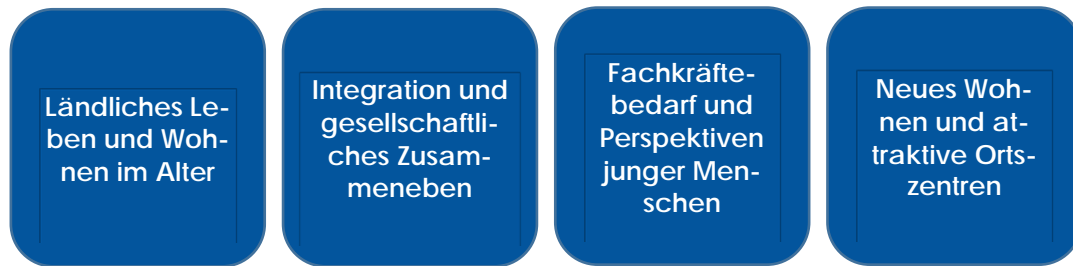 Ländliches Le-
ben und Woh-
nen im Alter
Integration und
gesellschaftli-
ches Zusam-
meneben
Fachkräfte-
bedarf und
Perspektiven
junger Men-
schen
Neues Woh-
nen und at-
traktive Orts-
zentren